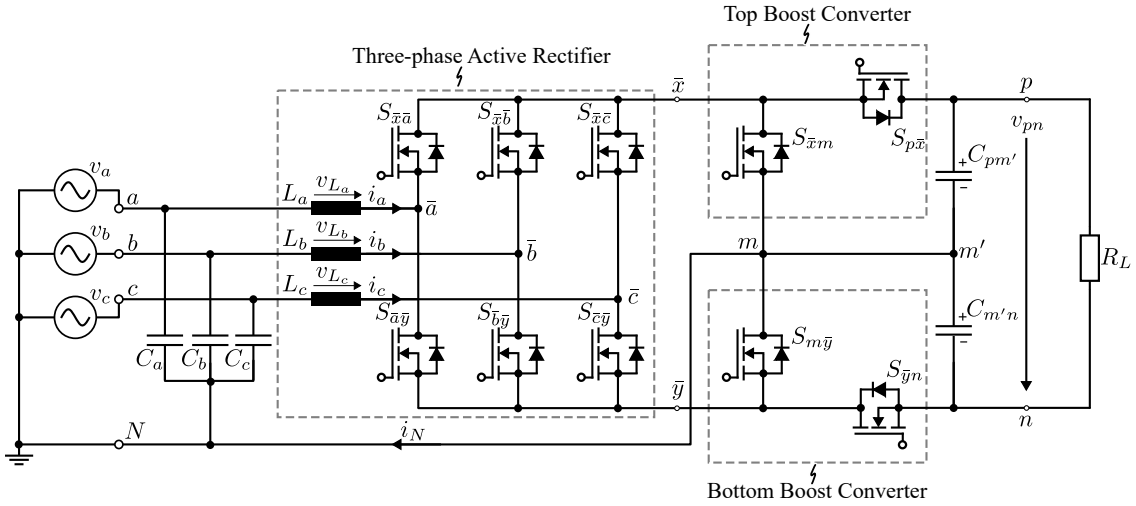 Top Boost Converter
Three-phase Active Rectifier
x̄
p
v_pn
S_x̄ā
S_x̄b̄
S_x̄c̄
S_x̄m
S_px̄
C_pm′
+
−
v_a
a
L_a
v_La
i_a
ā
v_b
b
L_b
v_Lb
i_b
b̄
m
m′
R_L
v_c
c
L_c
v_Lc
i_c
c̄
S_āȳ
S_b̄ȳ
S_c̄ȳ
S_mȳ
C_m′n
+
−
C_a
C_b
C_c
S_ȳn
ȳ
n
N
i_N
Bottom Boost Converter